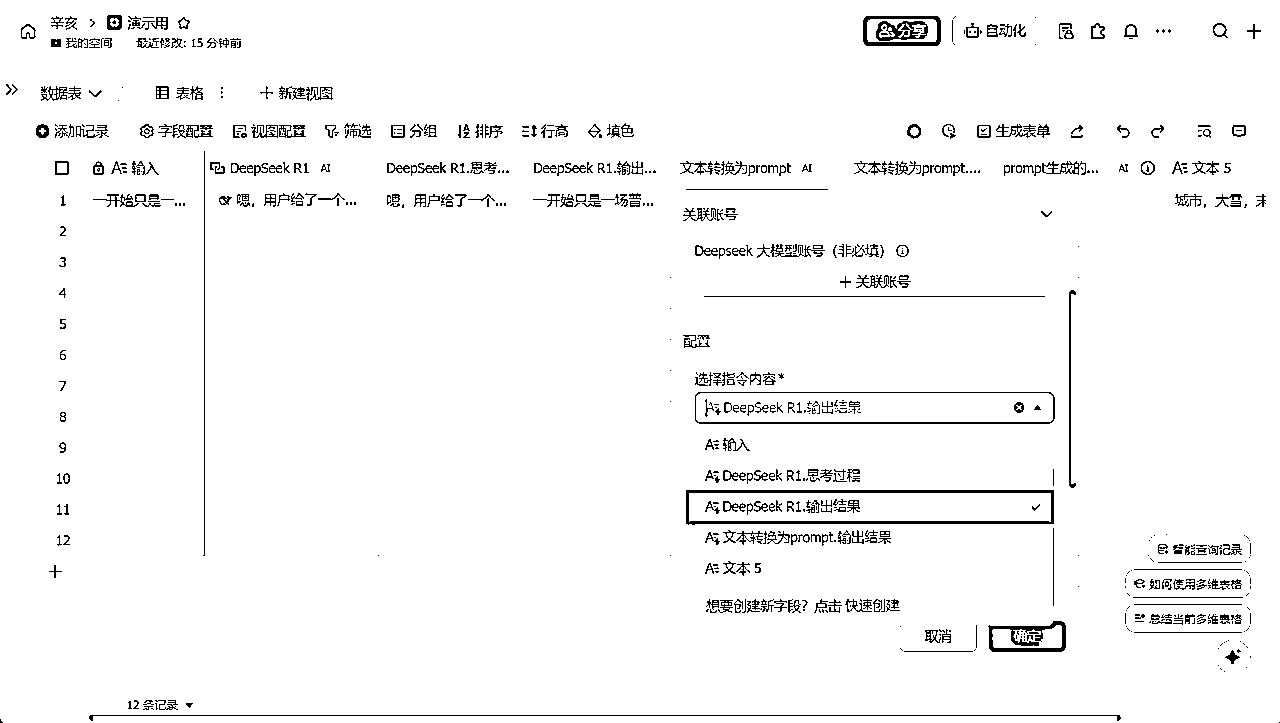 辛亥 > 演示用
我的空间 最近修改: 15 分钟前
分享 自动化
数据表 表格 新建视图
添加记录 字段配置 视图配置 筛选 分组 排序 行高 填色 生成表单
输入 DeepSeek R1 AI DeepSeek R1.思考... DeepSeek R1.输出... 文本转换为prompt AI 文本转换为prompt.... prompt生成的... AI 文本 5
1 一开始只是一... 嗯，用户给了一个... 嗯，用户给了一个... 一开始只是一场普... 城市，大雪，末
2
3
4
5
6
7
8
9
10
11
12
关联账号
Deepseek 大模型账号（非必填）
+ 关联账号
配置
选择指令内容*
DeepSeek R1.输出结果
输入
DeepSeek R1.思考过程
DeepSeek R1.输出结果
文本转换为prompt.输出结果
文本 5
想要创建新字段？点击 快速创建
取消 确定
智能查询记录
如何使用多维表格
总结当前多维表格
12 条记录